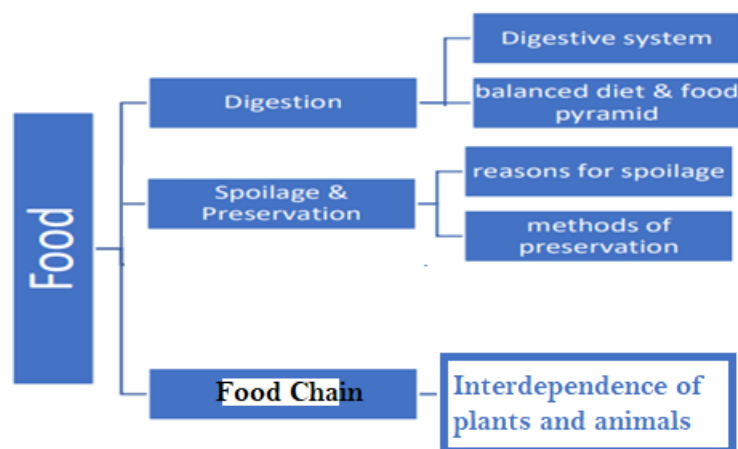 Food
Digestion
Digestive system
balanced diet & food
pyramid
Spoilage &
Preservation
reasons for spoilage
methods of
preservation
Food Chain
Interdependence of
plants and animals